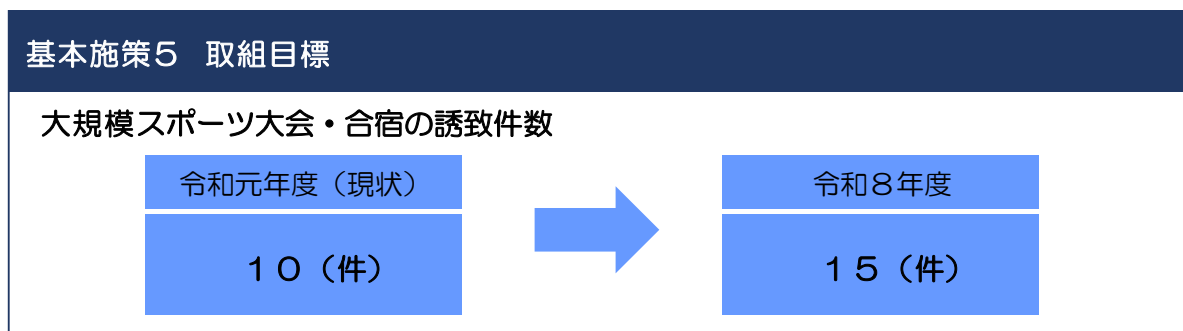 基本施策５　取組目標
大規模スポーツ大会・合宿の誘致件数
令和元年度（現状）
令和８年度
１０（件）
１５（件）